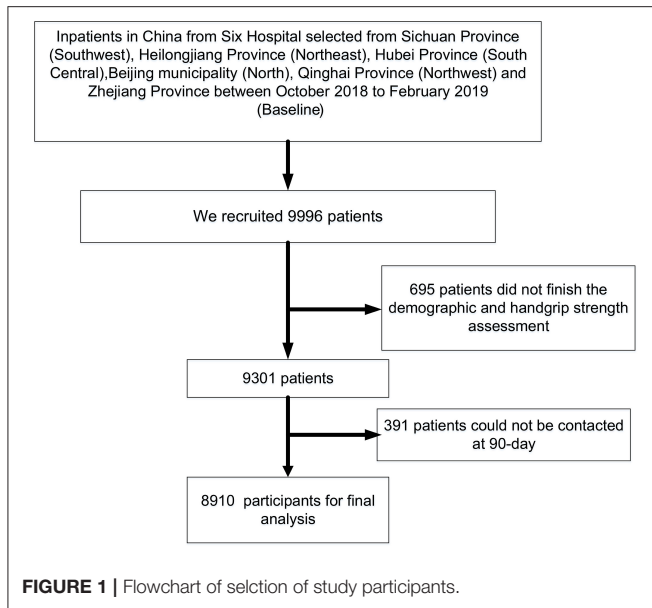 Inpatients in China from Six Hospital selected from Sichuan Province
(Southwest), Heilongjiang Province (Northeast), Hubei Province (South
Central),Beijing municipality (North), Qinghai Province (Northwest) and
Zhejiang Province between October 2018 to February 2019
(Baseline)
We recruited 9996 patients
695 patients did not finish the
demographic and handgrip strength
assessment
9301 patients
391 patients could not be contacted
at 90-day
8910 participants for final
analysis
FIGURE 1 | Flowchart of selction of study participants.